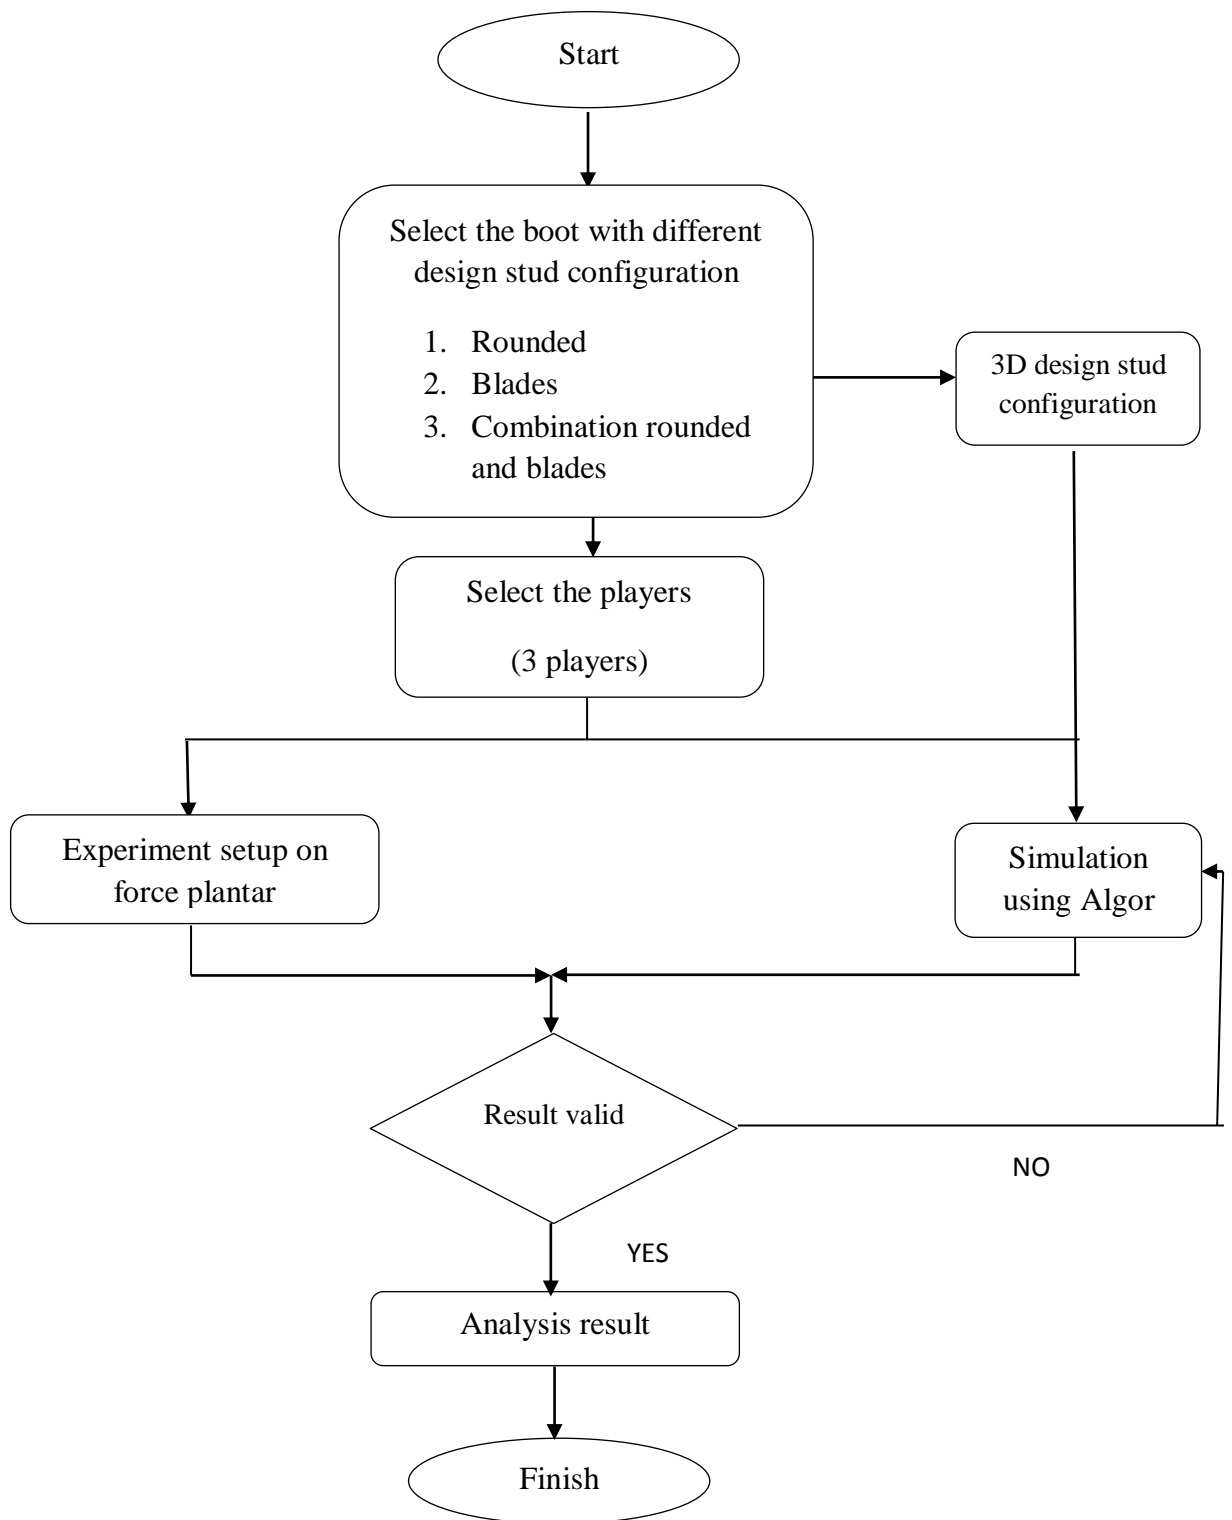 Start
Select the boot with different
design stud configuration
1. Rounded
2. Blades
3. Combination rounded
and blades
3D design stud
configuration
Select the players
(3 players)
Experiment setup on
force plantar
Simulation
using Algor
Result valid
NO
YES
Analysis result
Finish